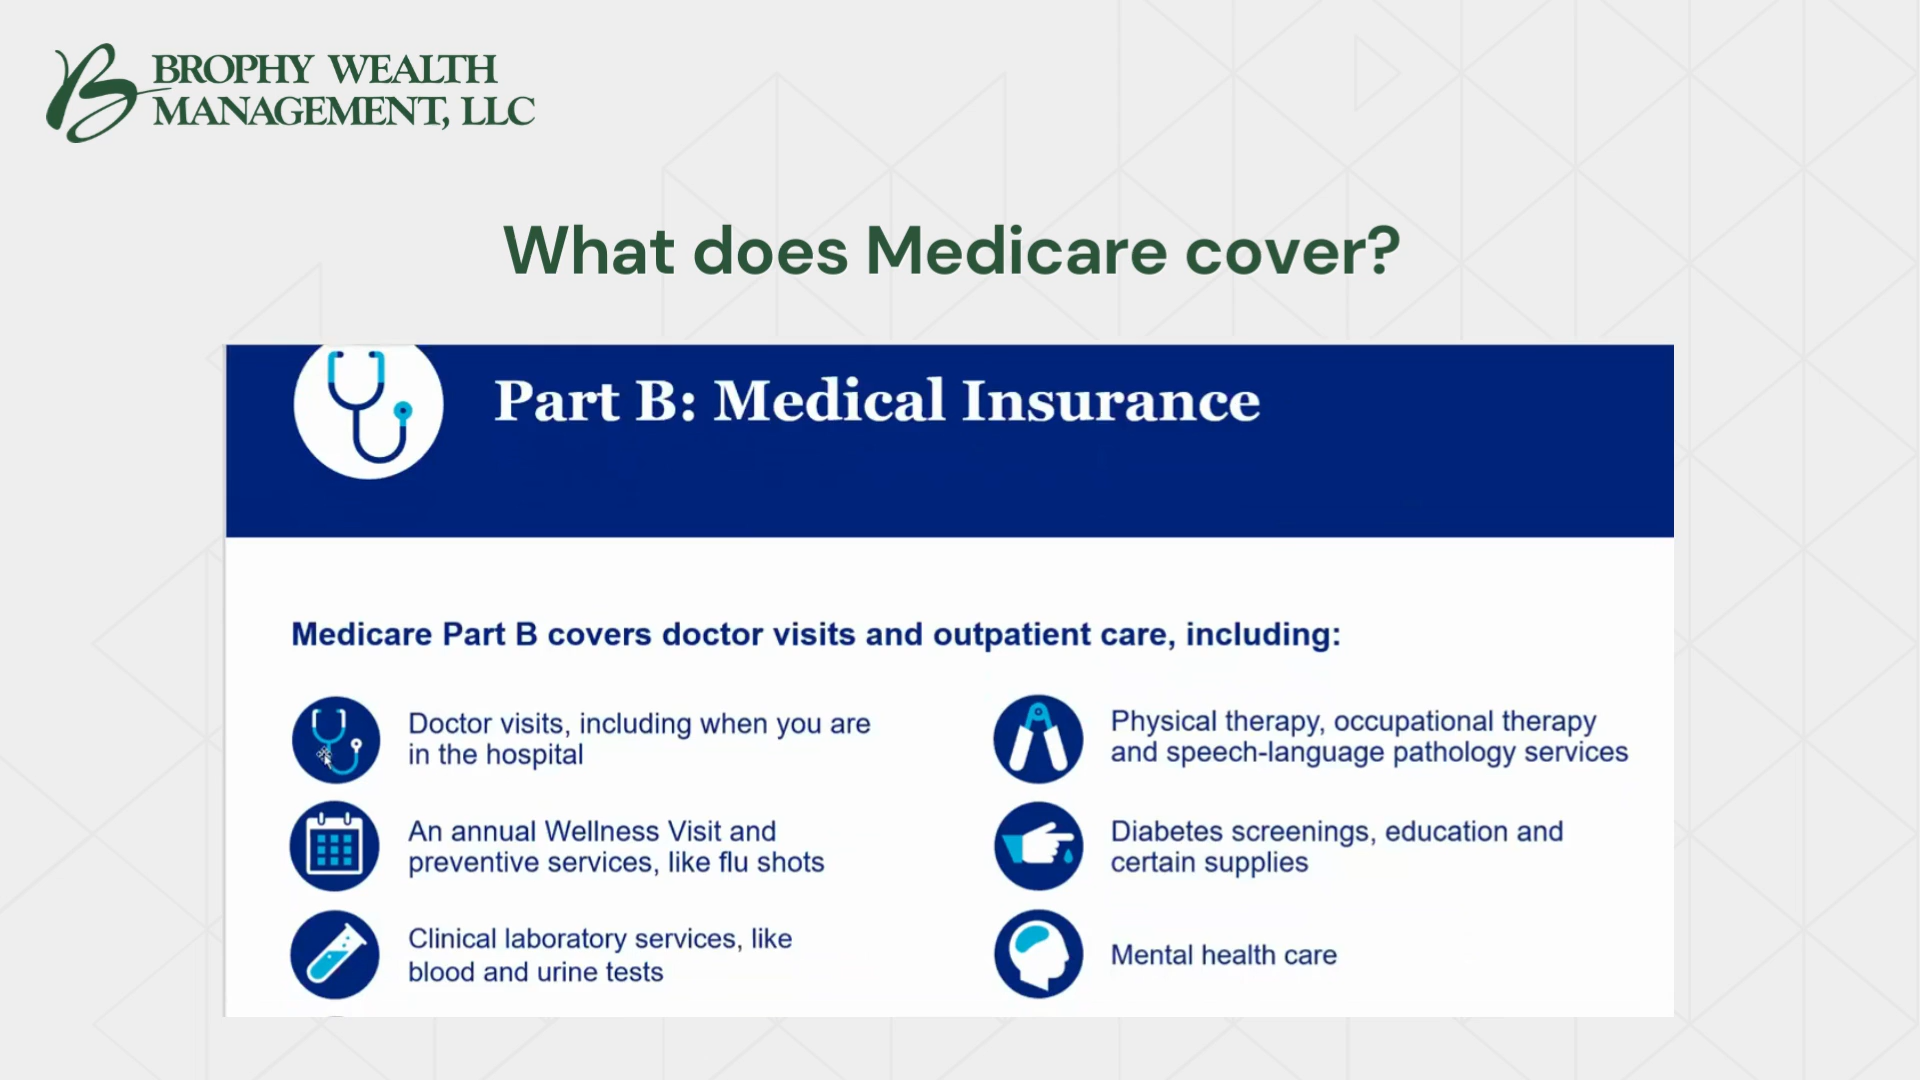 BROPHY WEALTH
MANAGEMENT, LLC
What does Medicare cover?
Part B: Medical Insurance
Medicare Part B covers doctor visits and outpatient care, including:
Doctor visits, including when you are
in the hospital
An annual Wellness Visit and
preventive services, like flu shots
Clinical laboratory services, like
blood and urine tests
Physical therapy, occupational therapy
and speech-language pathology services
Diabetes screenings, education and
certain supplies
Mental health care